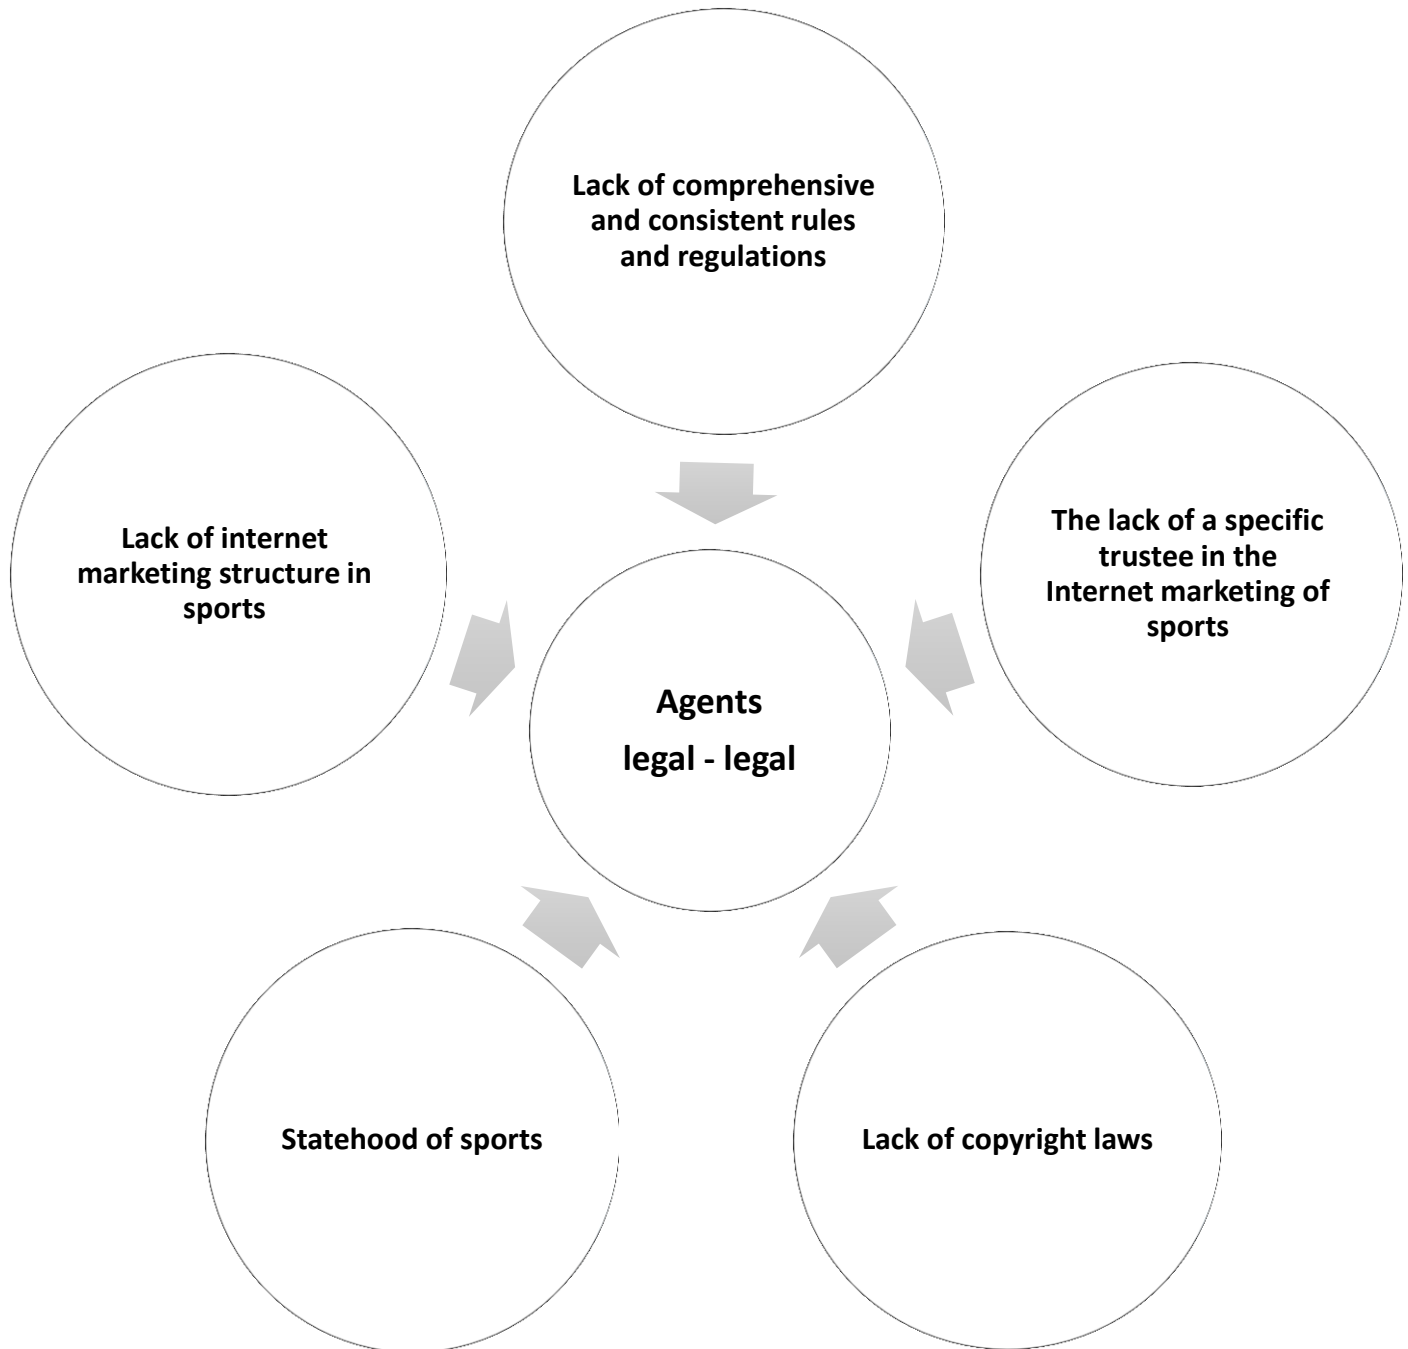 Lack of comprehensive
and consistent rules
and regulations
Lack of internet
marketing structure in
sports
The lack of a specific
trustee in the
Internet marketing of
sports
Agents
legal - legal
Statehood of sports
Lack of copyright laws